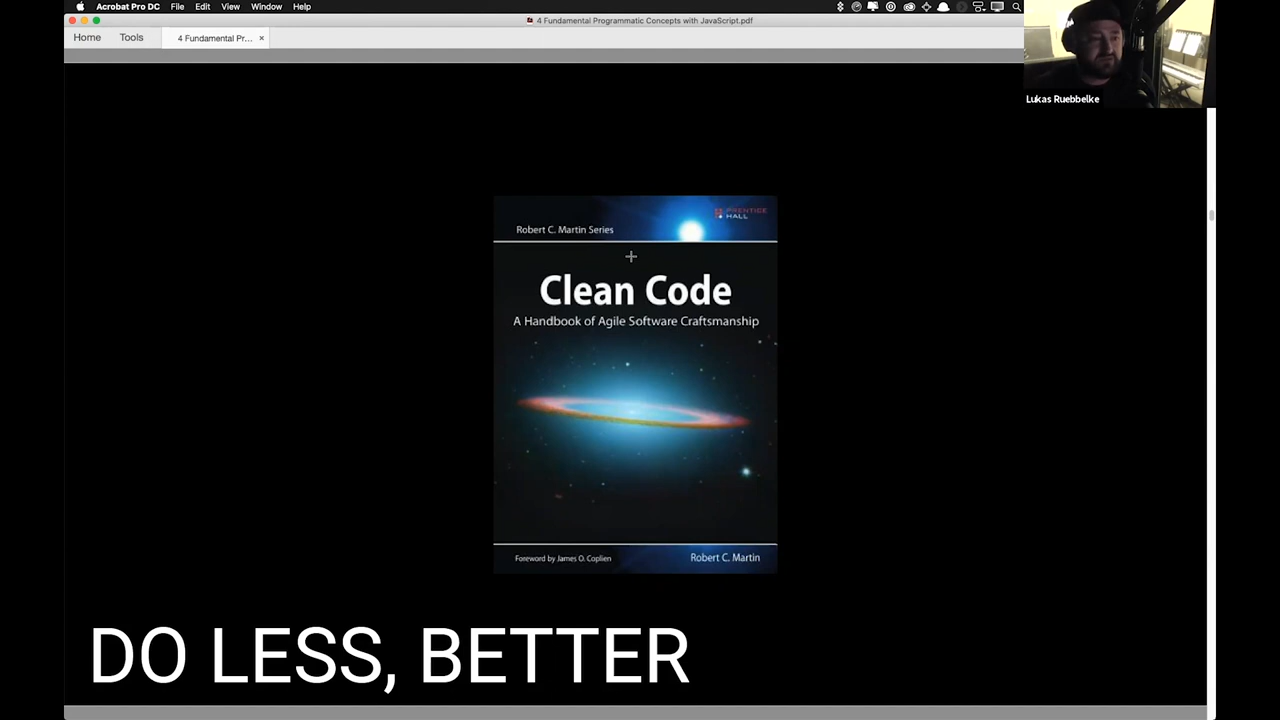 Acrobat Pro DC File Edit View Window Help
4 Fundamental Programmatic Concepts with JavaScript.pdf
Home Tools 4 Fundamental Pr... ×
Lukas Ruebbelke
PRENTICE
HALL
Robert C. Martin Series
Clean Code
A Handbook of Agile Software Craftsmanship
Foreword by James O. Coplien Robert C. Martin
DO LESS, BETTER